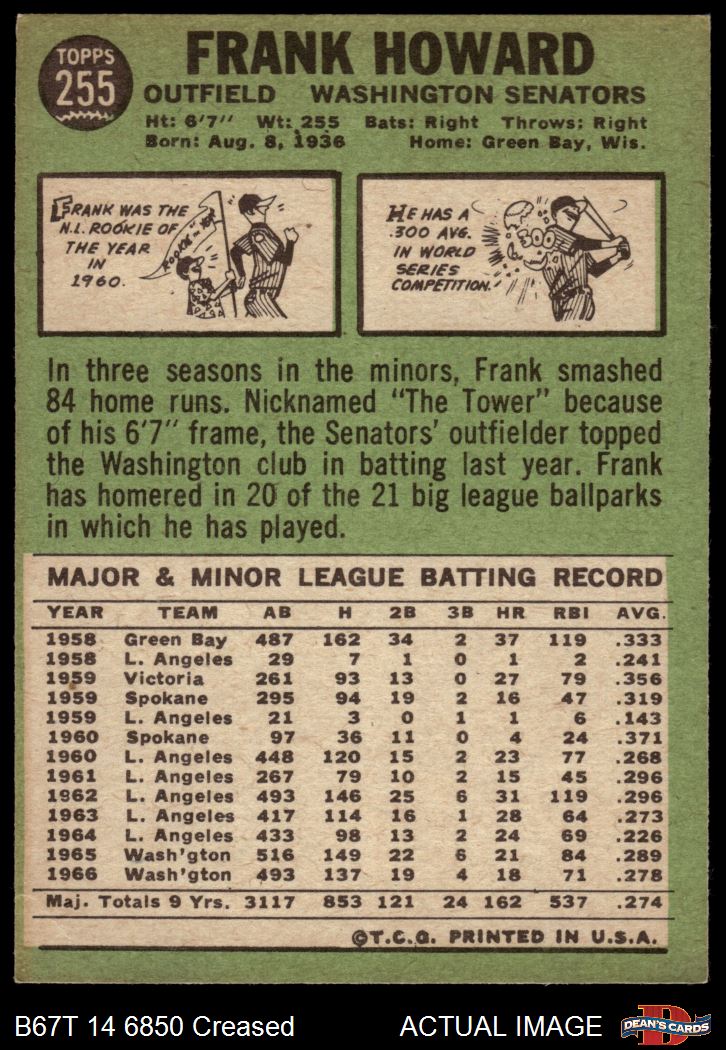 TOPPS
255
FRANK HOWARD
OUTFIELD WASHINGTON SENATORS
Ht: 6'7" Wt: 255 Bats: Right Throws: Right
Born: Aug. 8, 1936 Home: Green Bay, Wis.
FRANK WAS THE
N.L. ROOKIE OF
THE YEAR
IN
1960.
ROOKIE - YR
HE HAS A
.300 AVG.
IN WORLD
SERIES
COMPETITION.
300
In three seasons in the minors, Frank smashed
84 home runs. Nicknamed "The Tower" because
of his 6'7" frame, the Senators' outfielder topped
the Washington club in batting last year. Frank
has homered in 20 of the 21 big league ballparks
in which he has played.
MAJOR & MINOR LEAGUE BATTING RECORD
YEAR TEAM AB H 2B 3B HR RBI AVG.
1958 Green Bay 487 162 34 2 37 119 .333
1958 L. Angeles 29 7 1 0 1 2 .241
1959 Victoria 261 93 13 0 27 79 .356
1959 Spokane 295 94 19 2 16 47 .319
1959 L. Angeles 21 3 0 1 1 6 .143
1960 Spokane 97 36 11 0 4 24 .371
1960 L. Angeles 448 120 15 2 23 77 .268
1961 L. Angeles 267 79 10 2 15 45 .296
1962 L. Angeles 493 146 25 6 31 119 .296
1963 L. Angeles 417 114 16 1 28 64 .273
1964 L. Angeles 433 98 13 2 24 69 .226
1965 Wash'gton 516 149 22 6 21 84 .289
1966 Wash'gton 493 137 19 4 18 71 .278
Maj. Totals 9 Yrs. 3117 853 121 24 162 537 .274
©T.C.G. PRINTED IN U.S.A.
B67T 14 6850 Creased ACTUAL IMAGE
D
DEAN'S CARDS